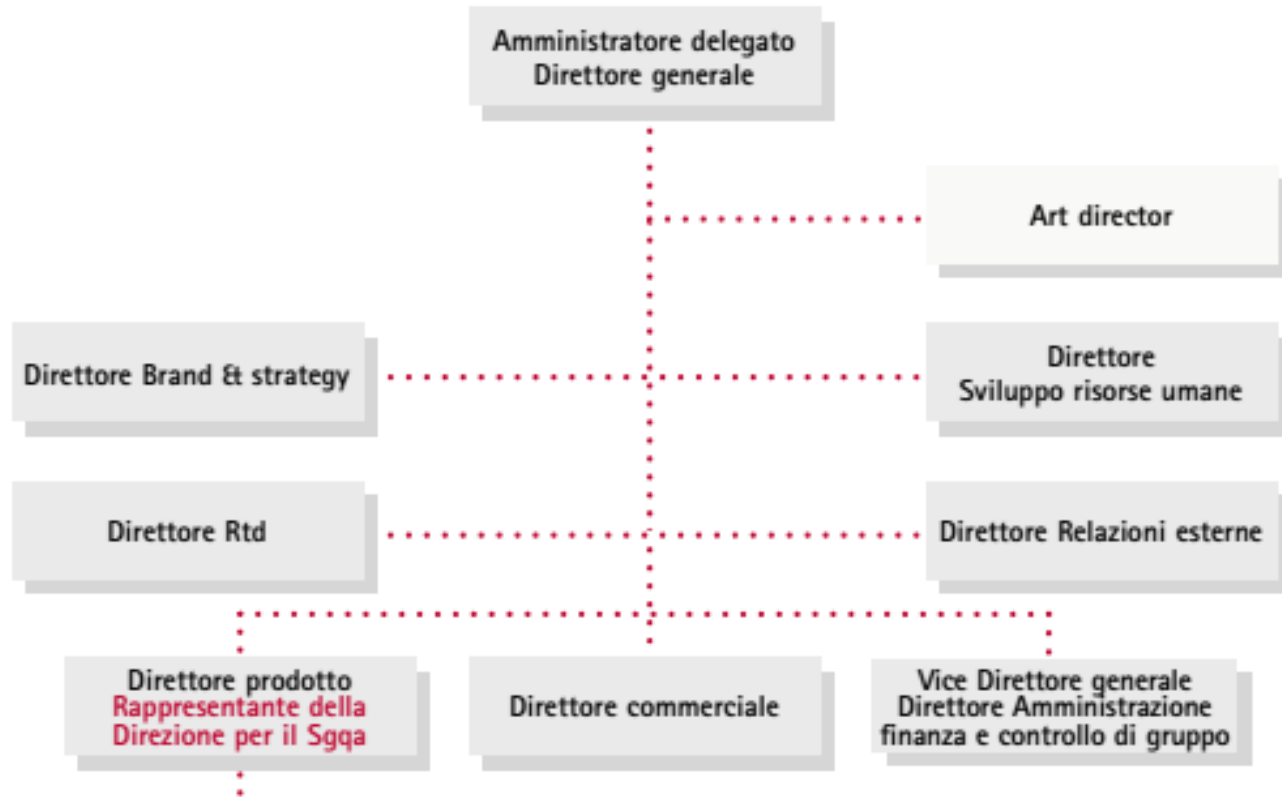 Amministratore delegato
Direttore generale
Art director
Direttore Brand & strategy
Direttore
Sviluppo risorse umane
Direttore Rtd
Direttore Relazioni esterne
Direttore prodotto
Rappresentante della
Direzione per il Sgqa
Direttore commerciale
Vice Direttore generale
Direttore Amministrazione
finanza e controllo di gruppo